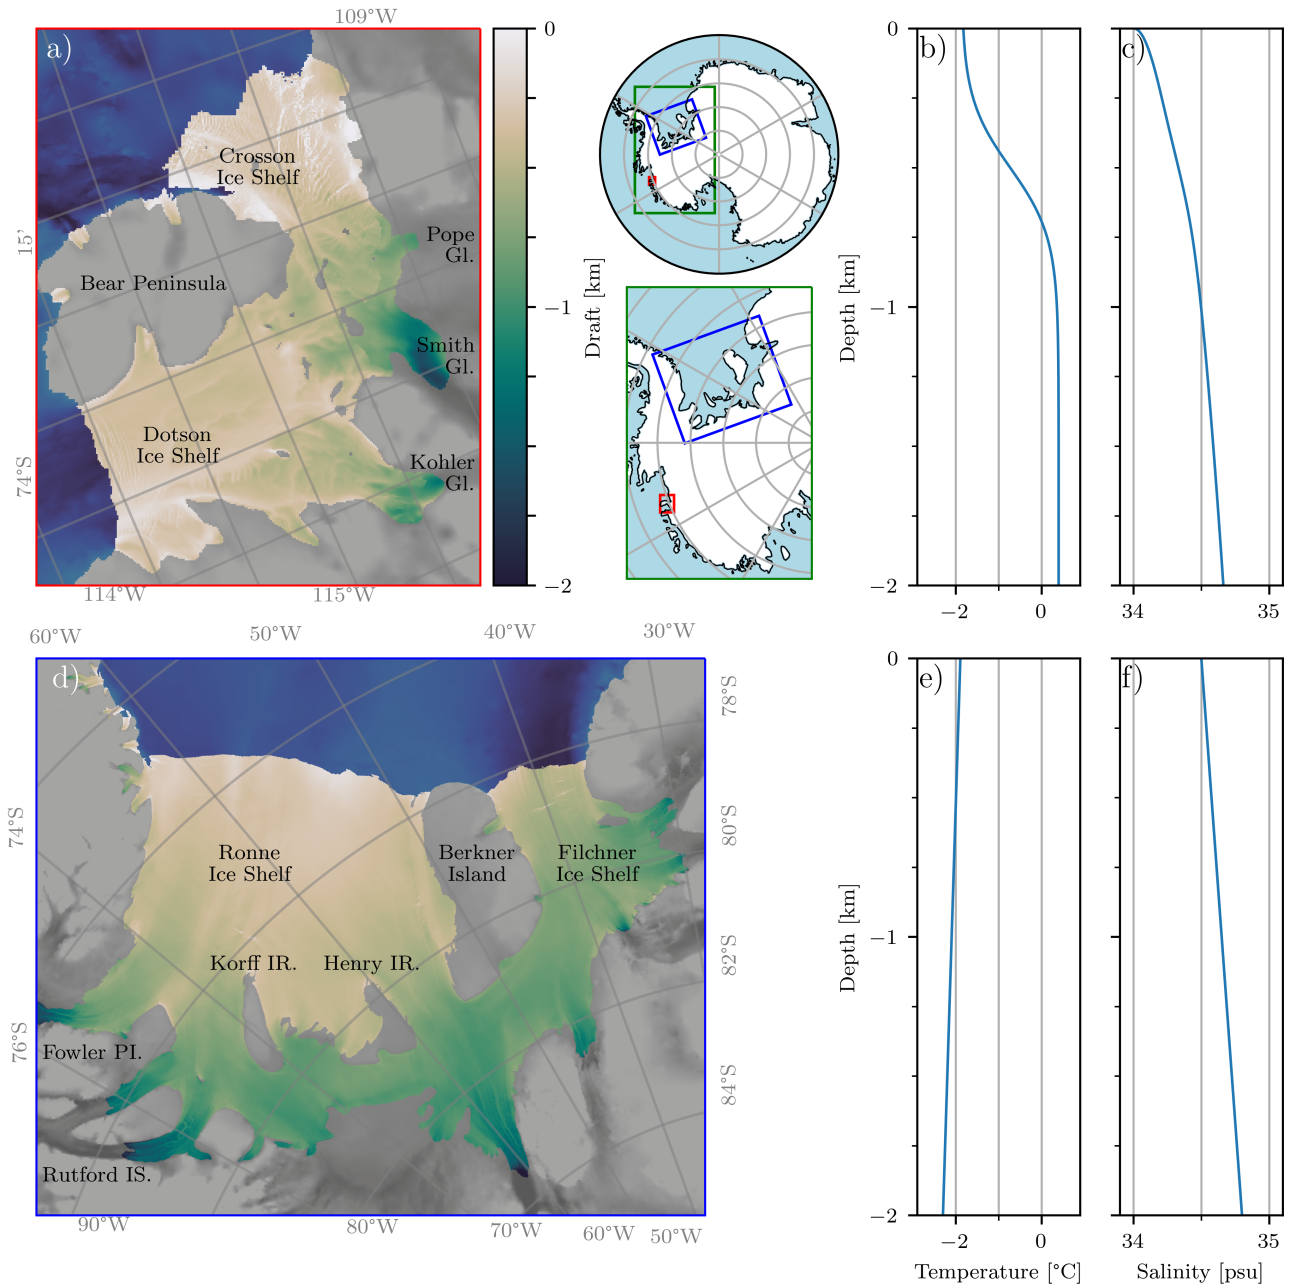 109°W
a)
Crosson
Ice Shelf
15'
Pope
Gl.
Bear Peninsula
Smith
Gl.
Dotson
Ice Shelf
Kohler
Gl.
74°S
114°W
115°W
0
−1
−2
Draft [km]
b)
c)
0
−1
−2
Depth [km]
−2
0
34
35
60°W
50°W
40°W
30°W
d)
78°S
74°S
80°S
Ronne
Ice Shelf
Berkner
Island
Filchner
Ice Shelf
Korff IR.
Henry IR.
82°S
76°S
Fowler PI.
84°S
Rutford IS.
90°W
80°W
70°W
60°W
50°W
e)
f)
0
−1
−2
Depth [km]
−2
0
34
35
Temperature [°C]
Salinity [psu]